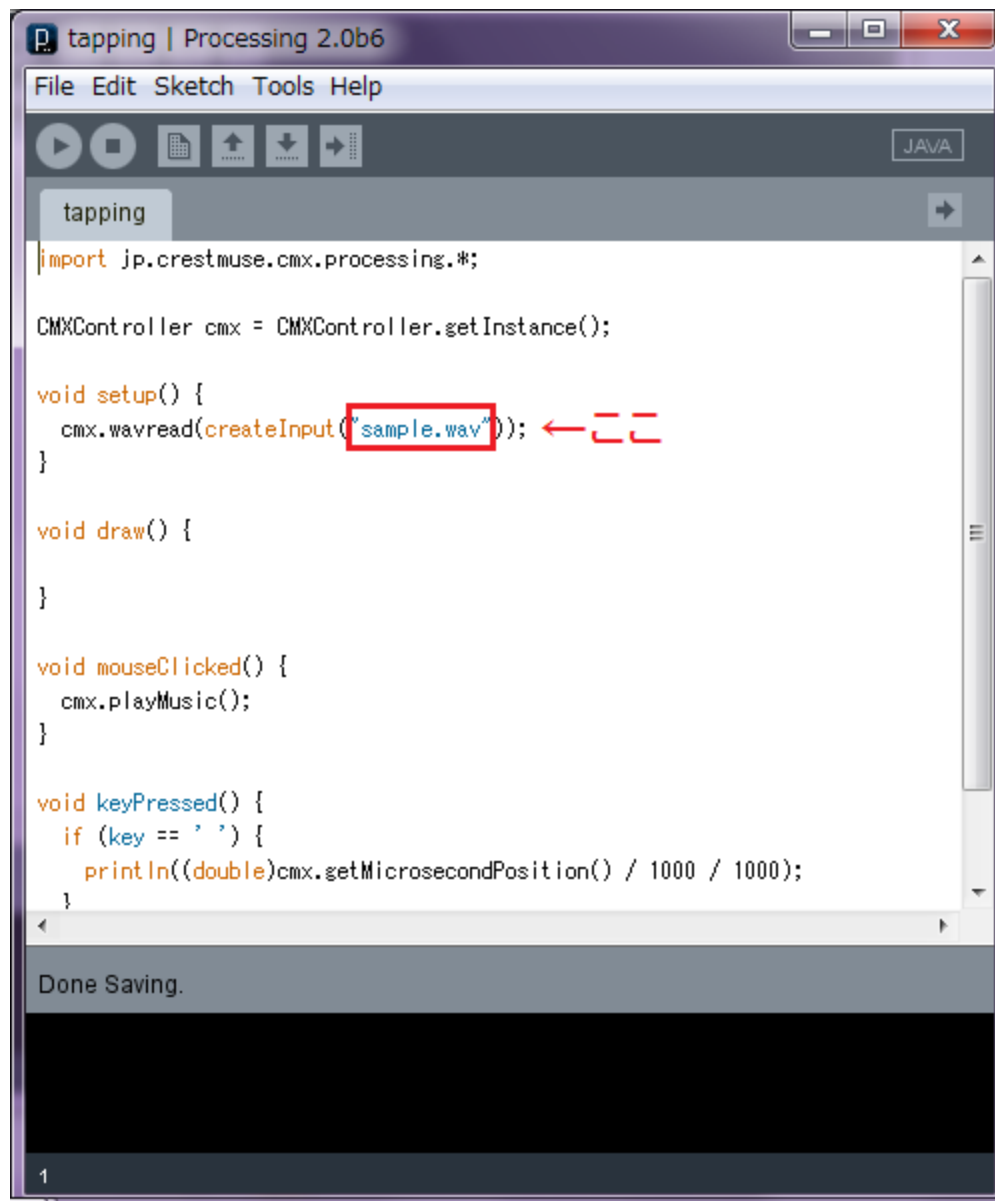 tapping | Processing 2.0b6
File Edit Sketch Tools Help
JAVA
tapping
import jp.crestmuse.cmx.processing.*;
CMXController cmx = CMXController.getInstance();
void setup() {
  cmx.wavread(createInput("sample.wav")); ←ここ
}
void draw() {
}
void mouseClicked() {
  cmx.playMusic();
}
void keyPressed() {
  if (key == ' ') {
    println((double)cmx.getMicrosecondPosition() / 1000 / 1000);
  }
Done Saving.
1